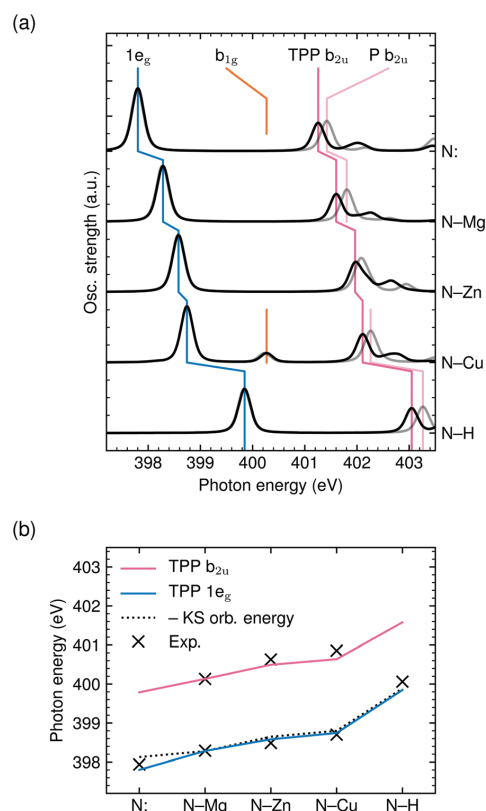 (a)
1e_g b_1g TPP b_2u P b_2u
N:
N–Mg
N–Zn
N–Cu
N–H
Osc. strength (a.u.)
398 399 400 401 402 403
Photon energy (eV)
(b)
403
402
401
400
399
398
Photon energy (eV)
TPP b_2u
TPP 1e_g
– KS orb. energy
Exp.
N: N–Mg N–Zn N–Cu N–H